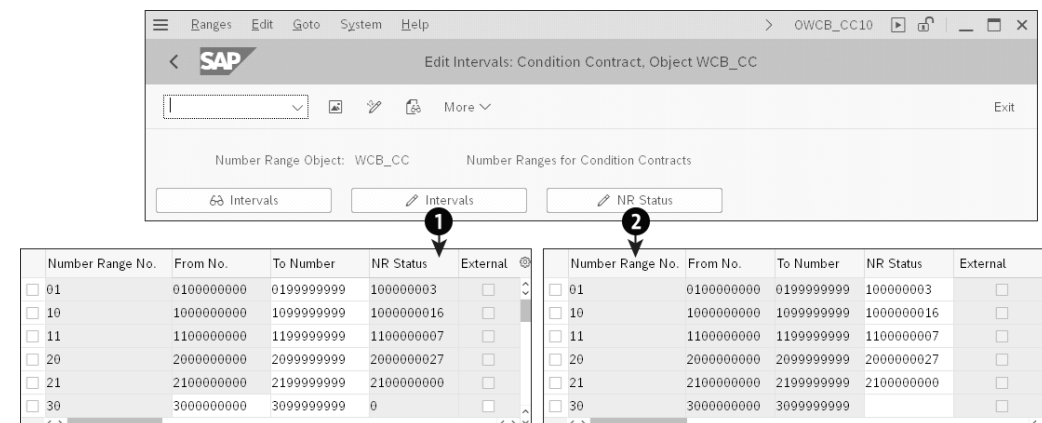 Ranges Edit Goto System Help > OWCB_CC10
SAP Edit Intervals: Condition Contract, Object WCB_CC
More Exit
Number Range Object: WCB_CC Number Ranges for Condition Contracts
Intervals Intervals NR Status
1 2
Number Range No. From No. To Number NR Status External
01 0100000000 0199999999 100000003
10 1000000000 1099999999 1000000016
11 1100000000 1199999999 1100000007
20 2000000000 2099999999 2000000027
21 2100000000 2199999999 2100000000
30 3000000000 3099999999 0
Number Range No. From No. To Number NR Status External
01 0100000000 0199999999 100000003
10 1000000000 1099999999 1000000016
11 1100000000 1199999999 1100000007
20 2000000000 2099999999 2000000027
21 2100000000 2199999999 2100000000
30 3000000000 3099999999